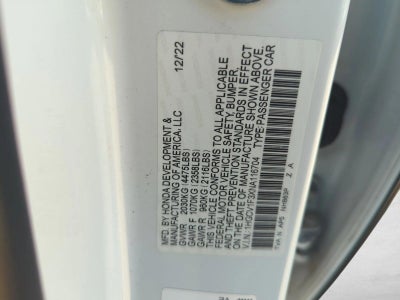 MFD. BY HONDA DEVELOPMENT &
MANUFACTURING OF AMERICA, LLC 12/22
GVWR 2030KG (4475LBS)
GAWR F 1070KG (2359LBS)
GAWR R 960KG (2116LBS)
THIS VEHICLE CONFORMS TO ALL APPLICABLE
FEDERAL MOTOR VEHICLE SAFETY, BUMPER,
AND THEFT PREVENTION STANDARDS IN EFFECT
ON THE DATE OF MANUFACTURE SHOWN ABOVE.
TYPE:PASSENGER CAR
NH883P
Z A